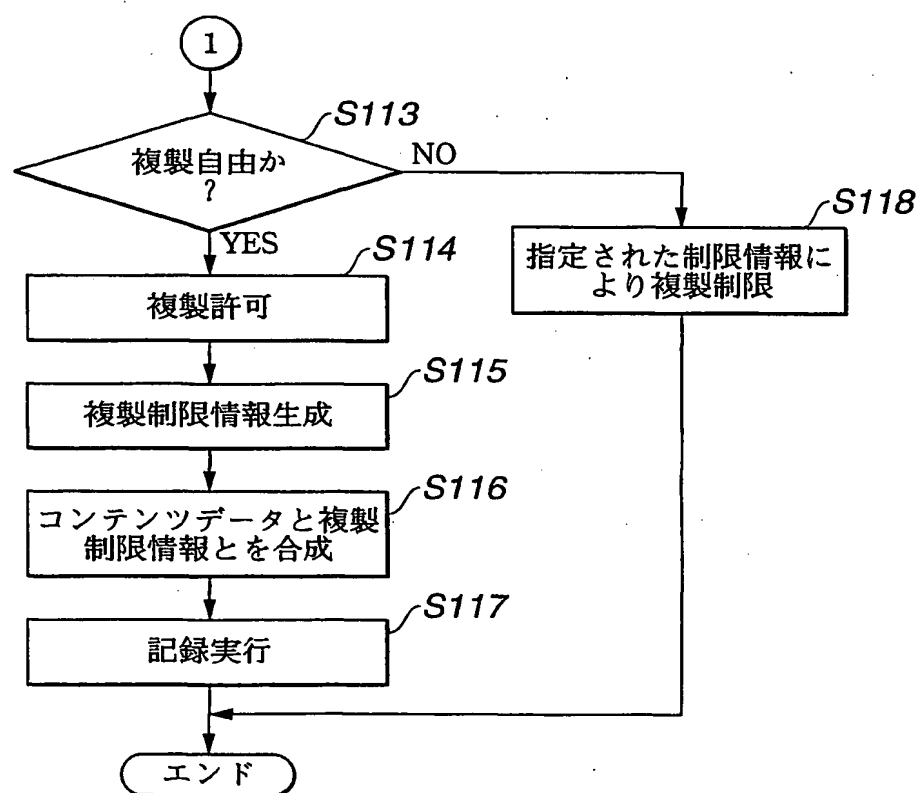 1
S113
複製自由か
?
NO
YES
S118
指定された制限情報に
より複製制限
S114
複製許可
S115
複製制限情報生成
S116
コンテンツデータと複製
制限情報とを合成
S117
記録実行
エンド